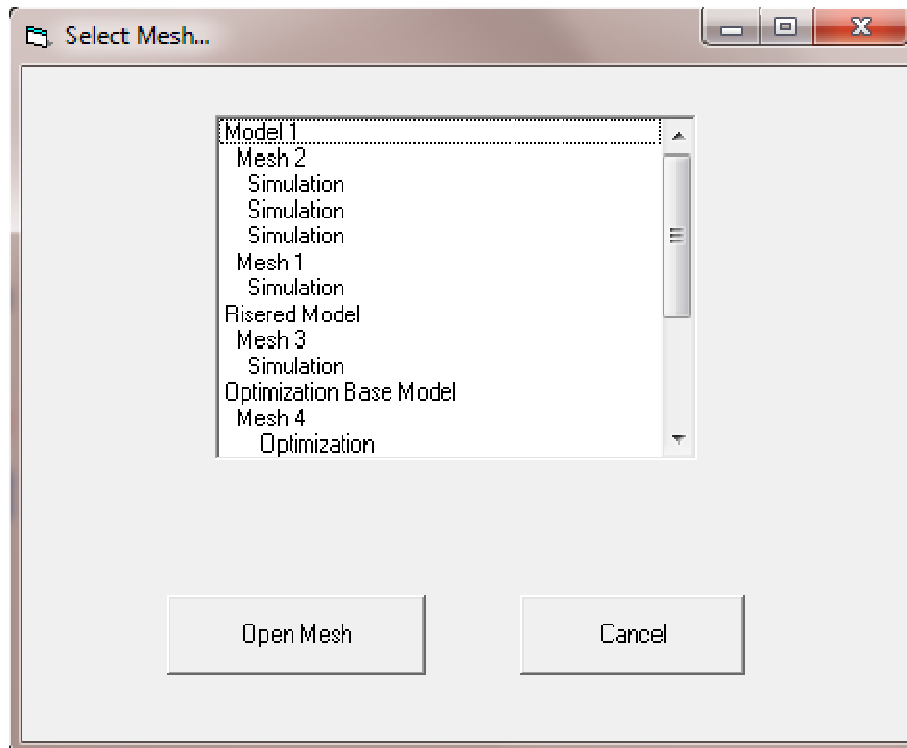 Select Mesh...
Model 1
Mesh 2
Simulation
Simulation
Simulation
Mesh 1
Simulation
Risered Model
Mesh 3
Simulation
Optimization Base Model
Mesh 4
Optimization
Open Mesh
Cancel